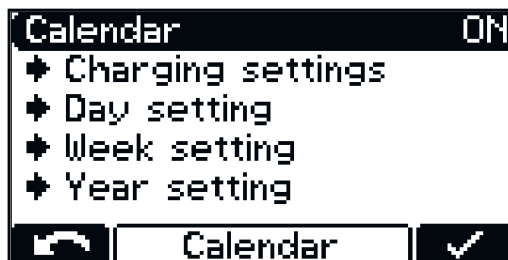 Calendar ON
Charging settings
Day setting
Week setting
Year setting
Calendar